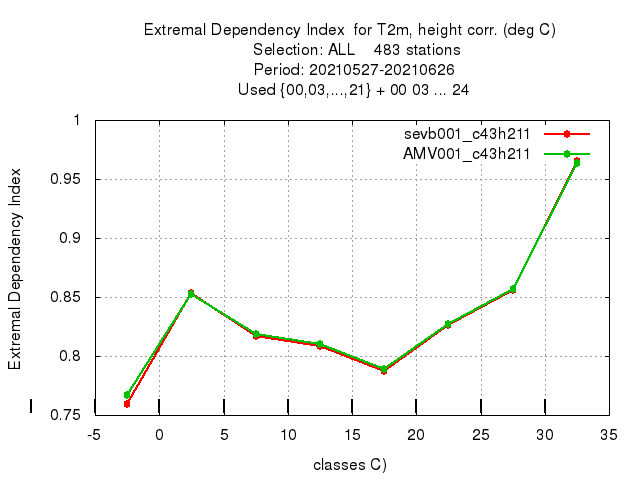 Extremal Dependency Index  for T2m, height corr. (deg C)
Selection: ALL    483 stations
Period: 20210527-20210626
Used {00,03,...,21} + 00 03 ... 24
sevb001_c43h211
AMV001_c43h211
1
0.95
0.9
0.85
0.8
0.75
Extremal Dependency Index
-5
0
5
10
15
20
25
30
35
classes C)